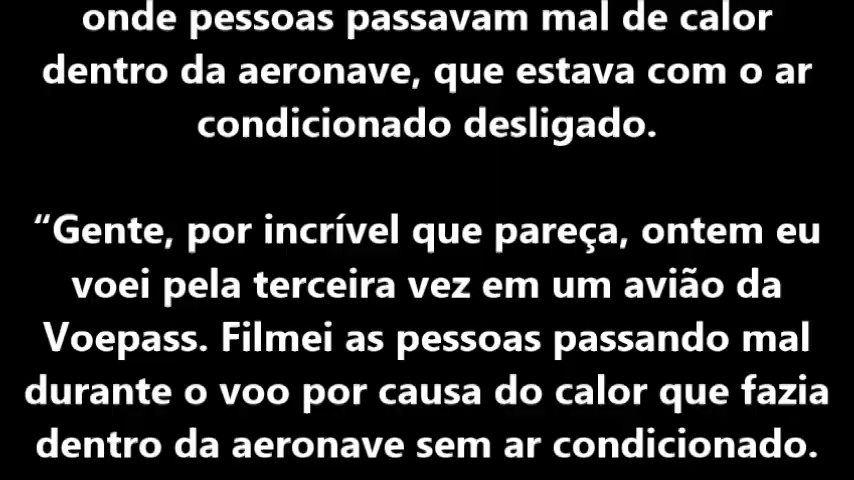 onde pessoas passavam mal de calor
dentro da aeronave, que estava com o ar
condicionado desligado.
“Gente, por incrível que pareça, ontem eu
voei pela terceira vez em um avião da
Voepass. Filmei as pessoas passando mal
durante o voo por causa do calor que fazia
dentro da aeronave sem ar condicionado.